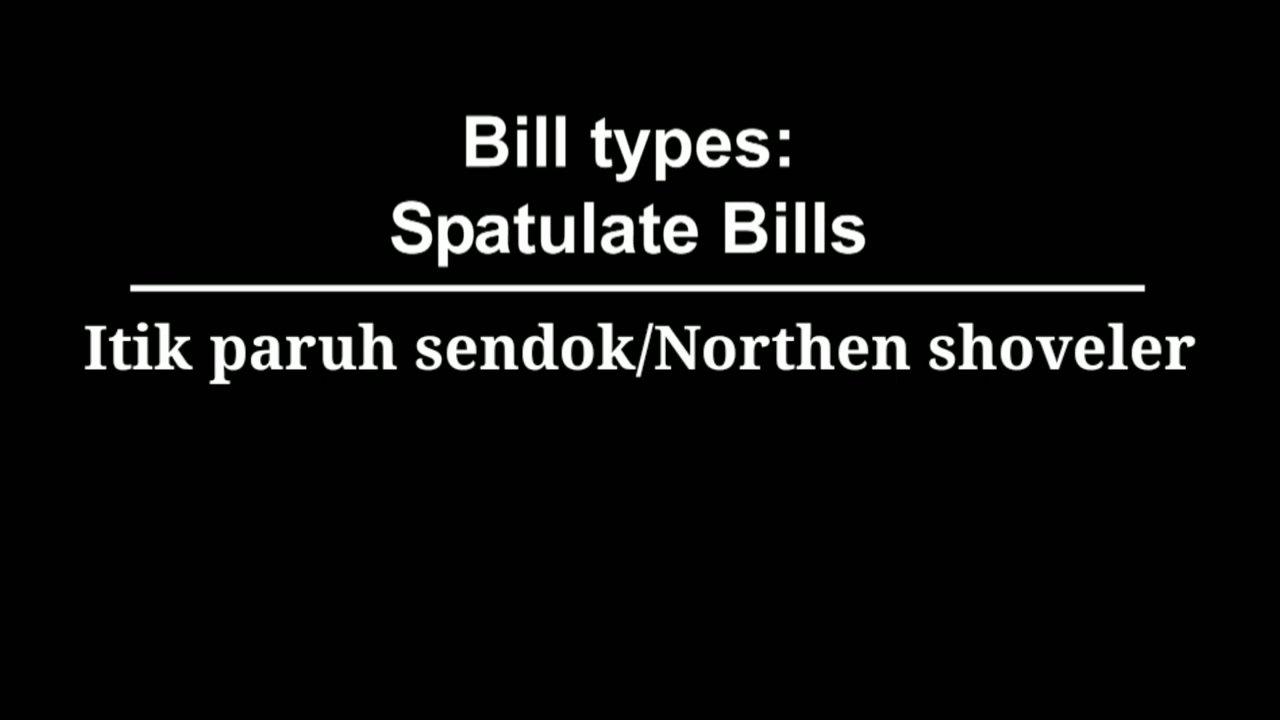 Bill types:
Spatulate Bills
Itik paruh sendok/Northen shoveler